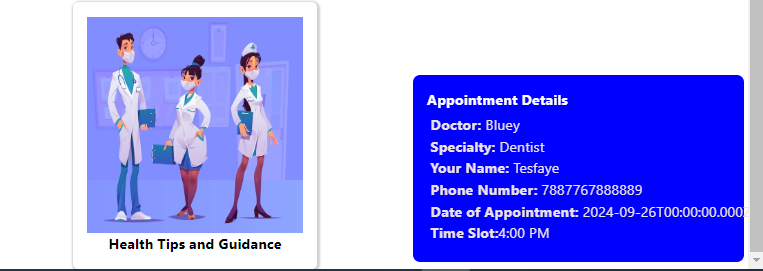 Health Tips and Guidance
Appointment Details
Doctor: Bluey
Specialty: Dentist
Your Name: Tesfaye
Phone Number: 7887767888889
Date of Appointment: 2024-09-26T00:00:00.000Z
Time Slot:4:00 PM